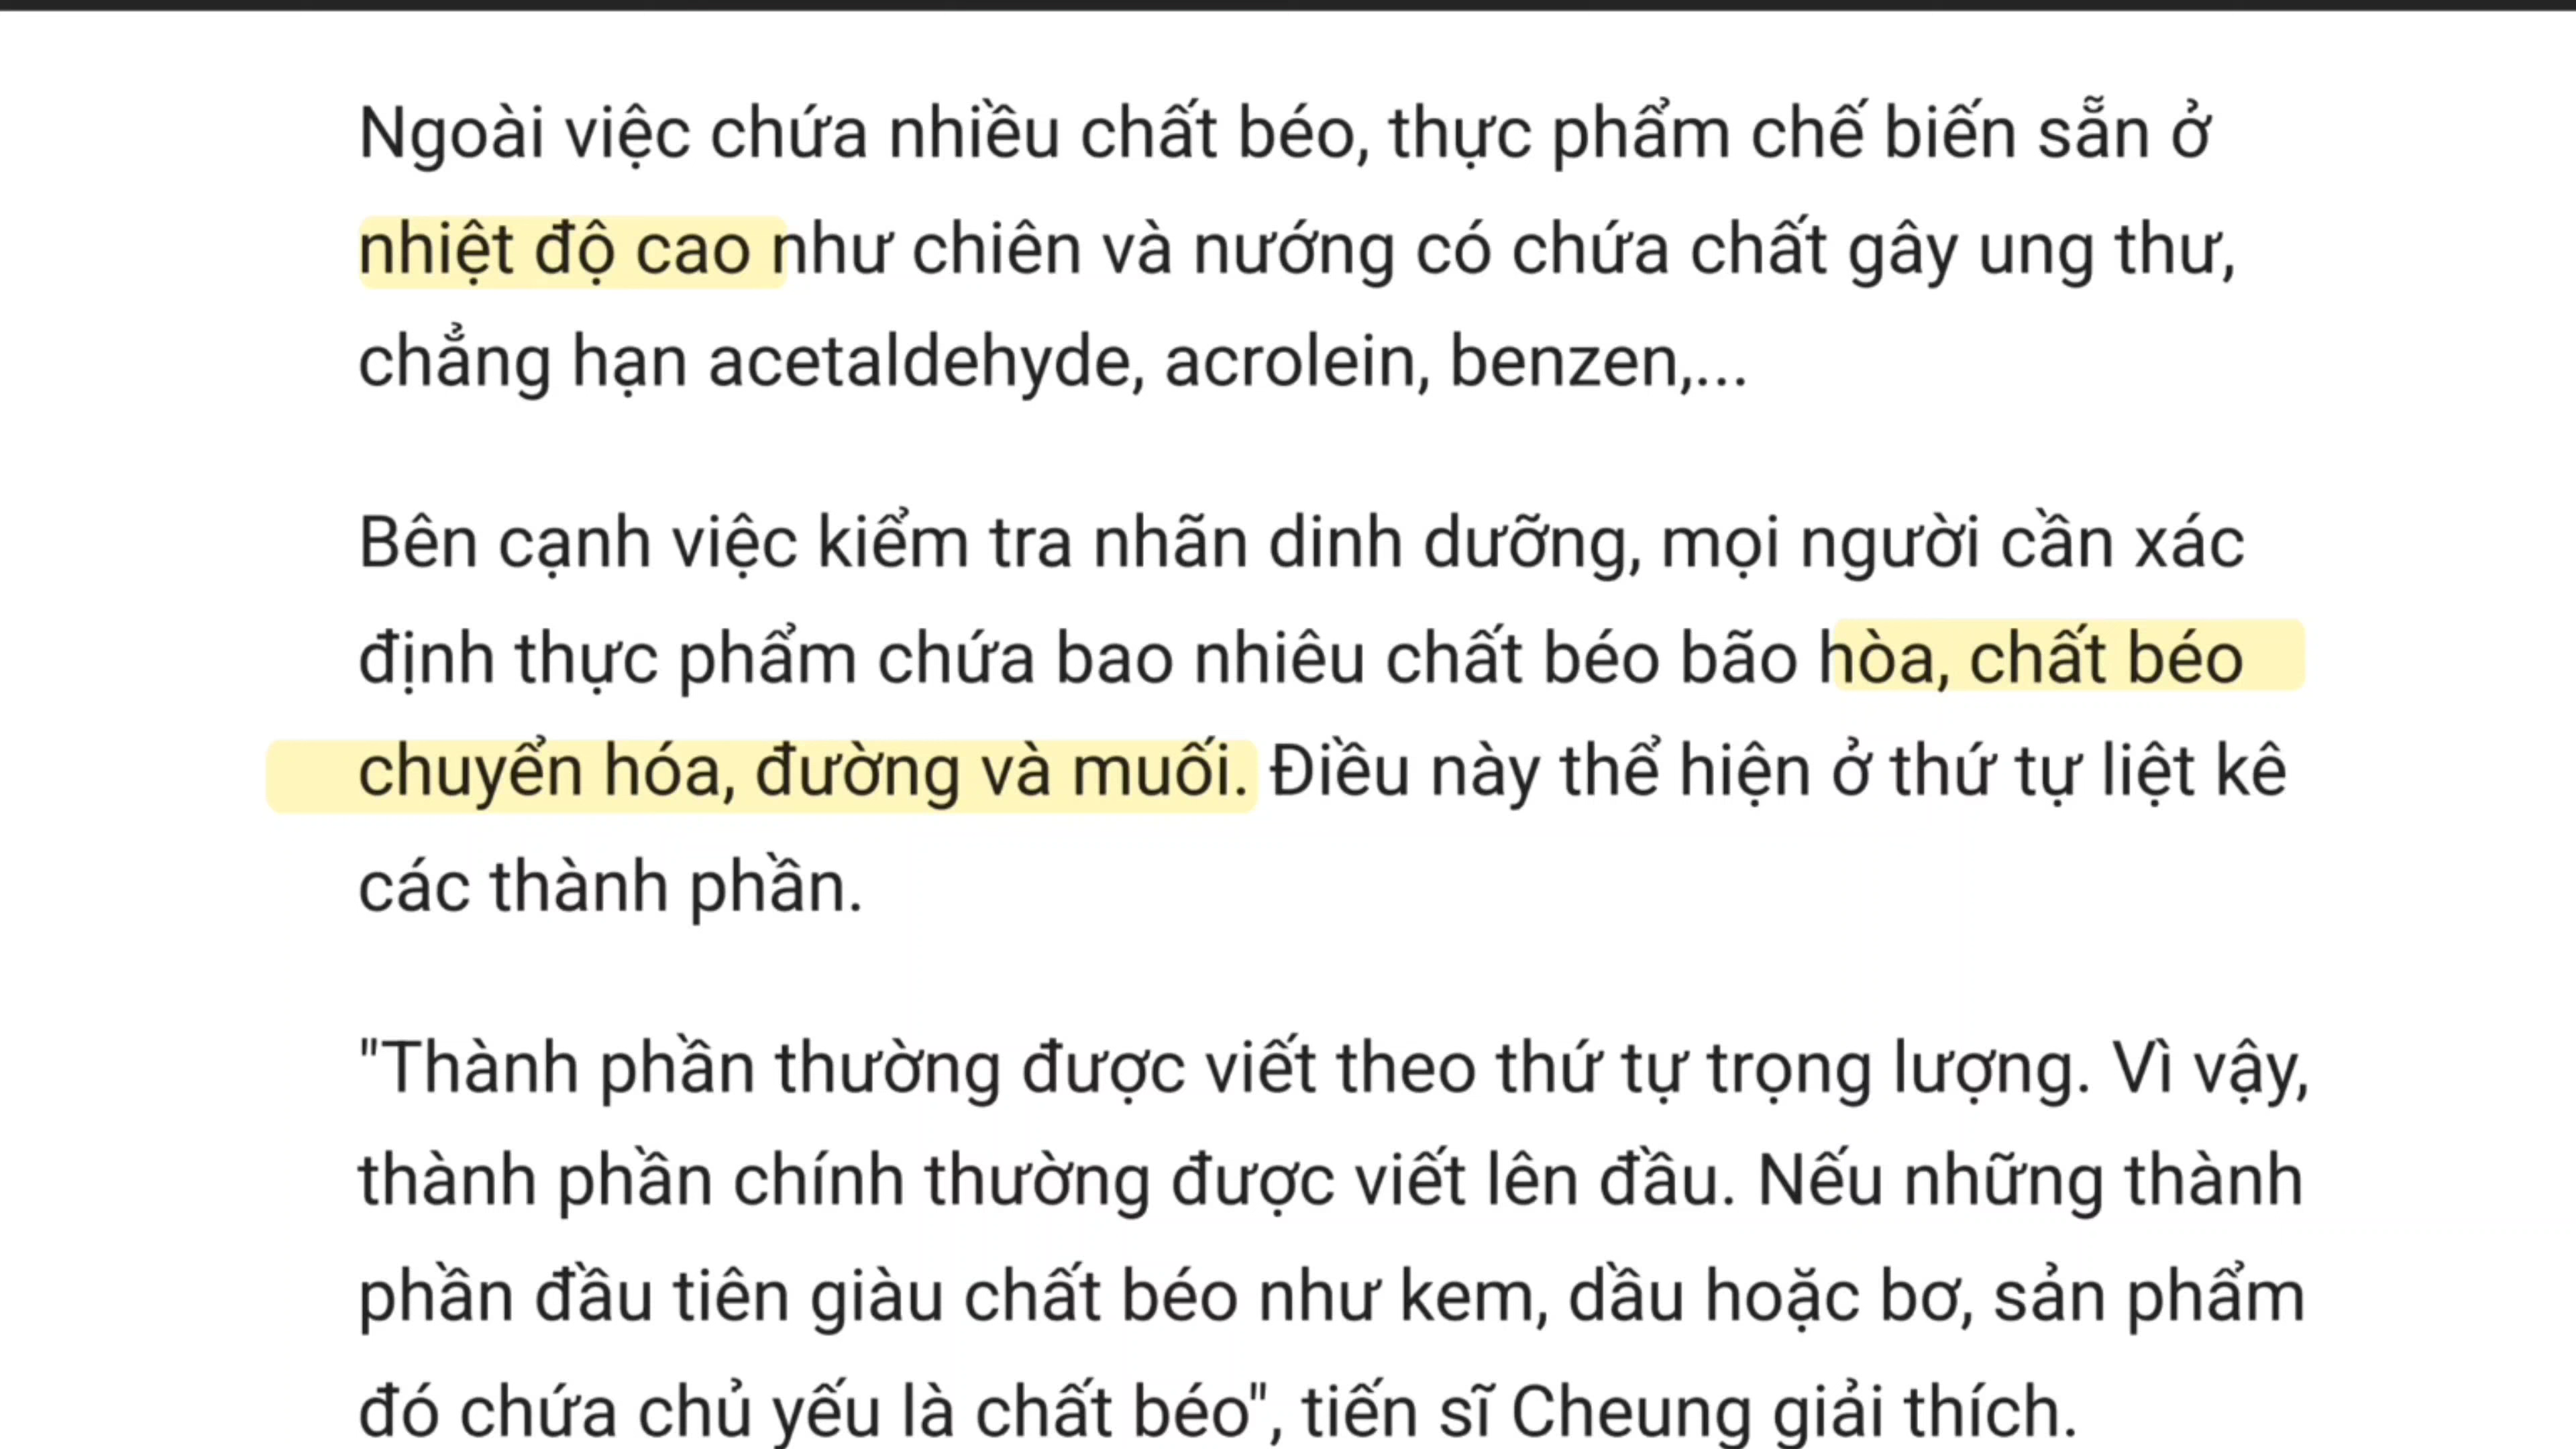 Ngoài việc chứa nhiều chất béo, thực phẩm chế biến sẵn ở
nhiệt độ cao như chiên và nướng có chứa chất gây ung thư,
chẳng hạn acetaldehyde, acrolein, benzen,...
Bên cạnh việc kiểm tra nhãn dinh dưỡng, mọi người cần xác
định thực phẩm chứa bao nhiêu chất béo bão hòa, chất béo
chuyển hóa, đường và muối. Điều này thể hiện ở thứ tự liệt kê
các thành phần.
"Thành phần thường được viết theo thứ tự trọng lượng. Vì vậy,
thành phần chính thường được viết lên đầu. Nếu những thành
phần đầu tiên giàu chất béo như kem, dầu hoặc bơ, sản phẩm
đó chứa chủ yếu là chất béo", tiến sĩ Cheung giải thích.